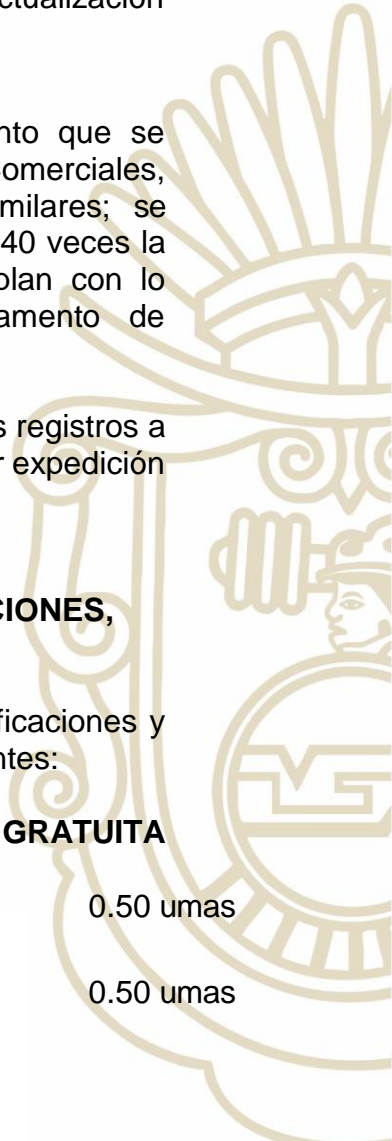 ctualización
nto que se
omerciales,
milares; se
40 veces la
olan con lo
amento de
s registros a
r expedición
CIONES,
ficaciones y
ntes:
GRATUITA
0.50 umas
0.50 umas